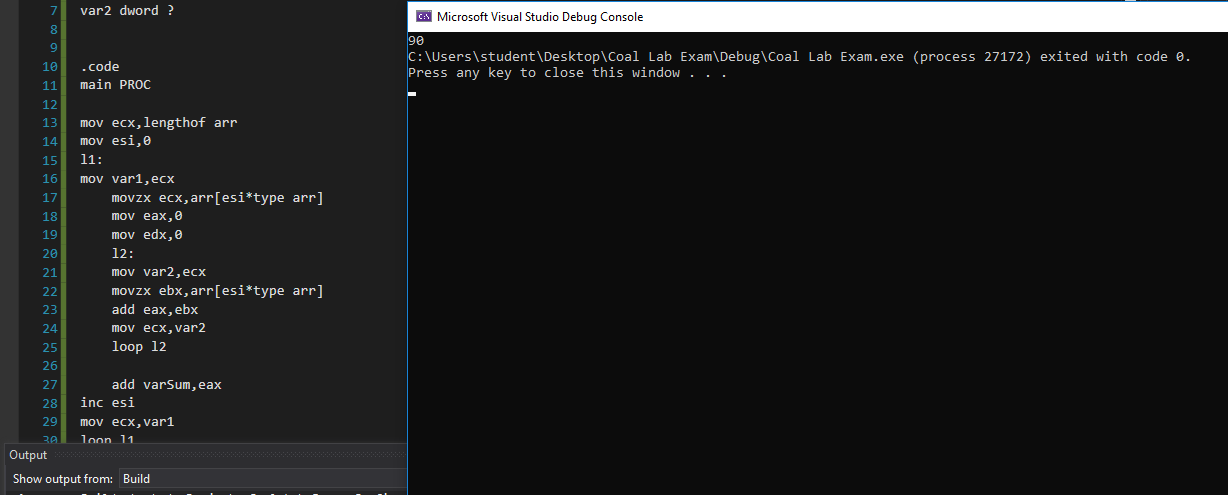 7 var2 dword ?
8
9
10 .code
11 main PROC
12
13 mov ecx,lengthof arr
14 mov esi,0
15 l1:
16 mov var1,ecx
17 movzx ecx,arr[esi*type arr]
18 mov eax,0
19 mov edx,0
20 l2:
21 mov var2,ecx
22 movzx ebx,arr[esi*type arr]
23 add eax,ebx
24 mov ecx,var2
25 loop l2
26
27 add varSum,eax
28 inc esi
29 mov ecx,var1
30 loop l1
Output
Show output from: Build
Microsoft Visual Studio Debug Console
90
C:\Users\student\Desktop\Coal Lab Exam\Debug\Coal Lab Exam.exe (process 27172) exited with code 0.
Press any key to close this window . . .